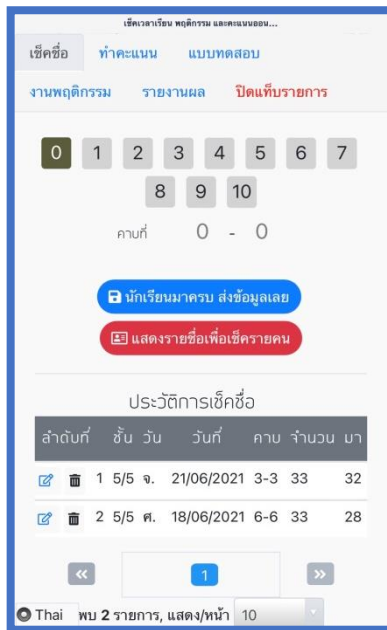 เช็คเวลาเรียน พฤติกรรม และคะแนนออน...
เช็คชื่อ ทำคะแนน แบบทดสอบ
งานพฤติกรรม รายงานผล ปิดแท็บรายการ
0 1 2 3 4 5 6 7
8 9 10
คาบที่ 0 - 0
นักเรียนมาครบ ส่งข้อมูลเลย
แสดงรายชื่อเพื่อเช็ครายคน
ประวัติการเช็คชื่อ
ลำดับที่ ชั้น วัน วันที่ คาบ จำนวน มา
1 5/5 จ. 21/06/2021 3-3 33 32
2 5/5 ศ. 18/06/2021 6-6 33 28
« 1 »
Thai พบ 2 รายการ, แสดง/หน้า 10